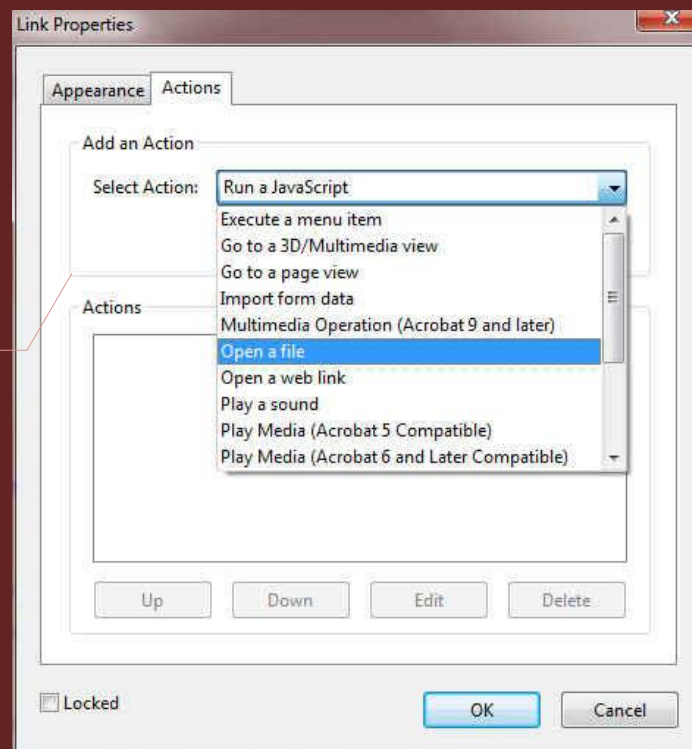 Link Properties
Appearance Actions
Add an Action
Select Action: Run a JavaScript
Execute a menu item
Go to a 3D/Multimedia view
Go to a page view
Import form data
Actions
Multimedia Operation (Acrobat 9 and later)
Open a file
Open a web link
Play a sound
Play Media (Acrobat 5 Compatible)
Play Media (Acrobat 6 and Later Compatible)
Up Down Edit Delete
Locked
OK Cancel